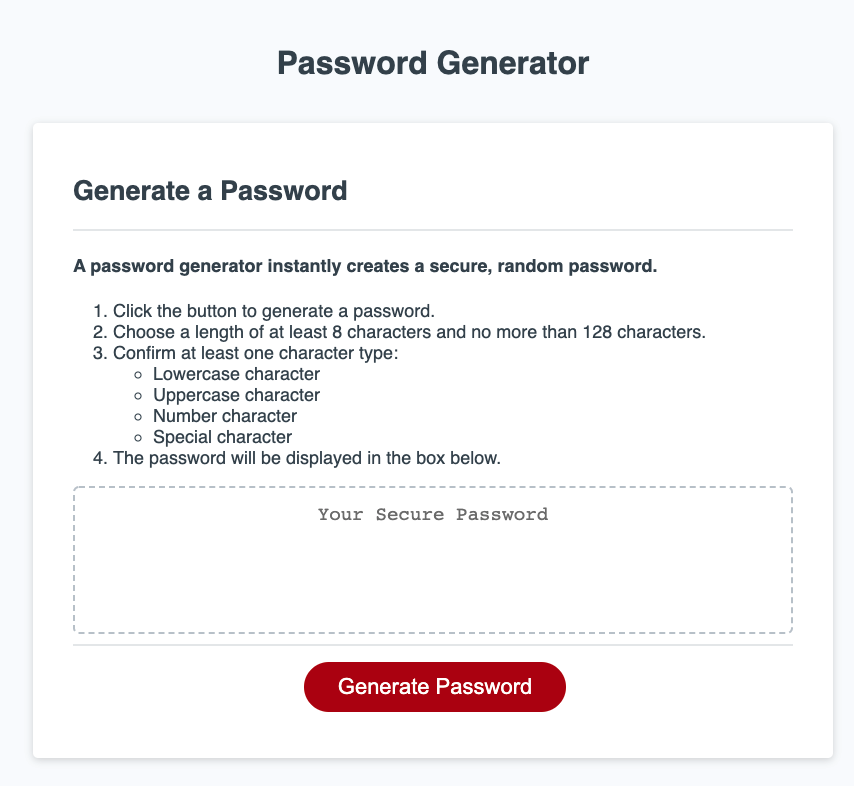 Password Generator
Generate a Password
A password generator instantly creates a secure, random password.
1. Click the button to generate a password.
2. Choose a length of at least 8 characters and no more than 128 characters.
3. Confirm at least one character type:
Lowercase character
Uppercase character
Number character
Special character
4. The password will be displayed in the box below.
Your Secure Password
Generate Password